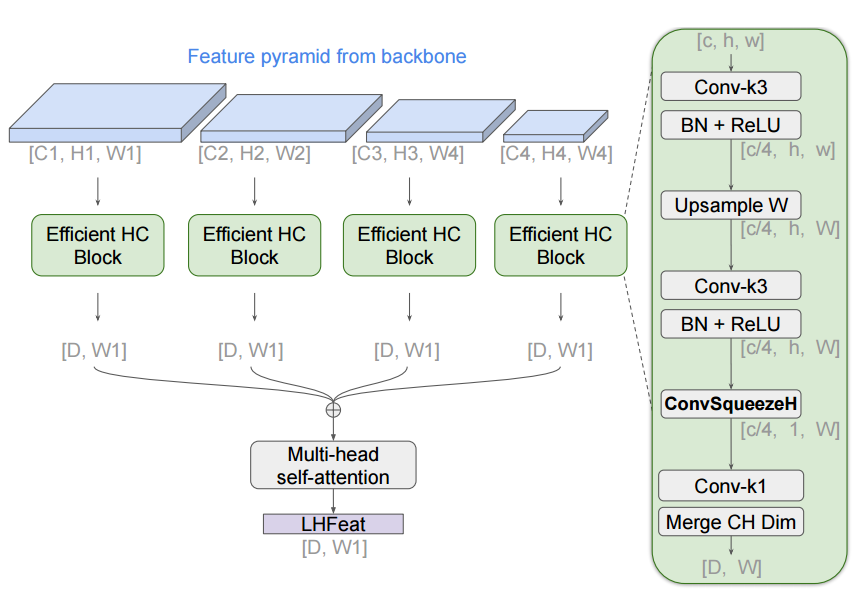 Feature pyramid from backbone
[C1, H1, W1]
[C2, H2, W2]
[C3, H3, W4]
[C4, H4, W4]
Efficient HC
Block
Efficient HC
Block
Efficient HC
Block
Efficient HC
Block
[D, W1]
[D, W1]
[D, W1]
[D, W1]
Multi-head
self-attention
LHFeat
[D, W1]
[c, h, w]
Conv-k3
BN + ReLU
[c/4, h, w]
Upsample W
[c/4, h, W]
Conv-k3
BN + ReLU
[c/4, h, W]
ConvSqueezeH
[c/4, 1, W]
Conv-k1
Merge CH Dim
[D, W]